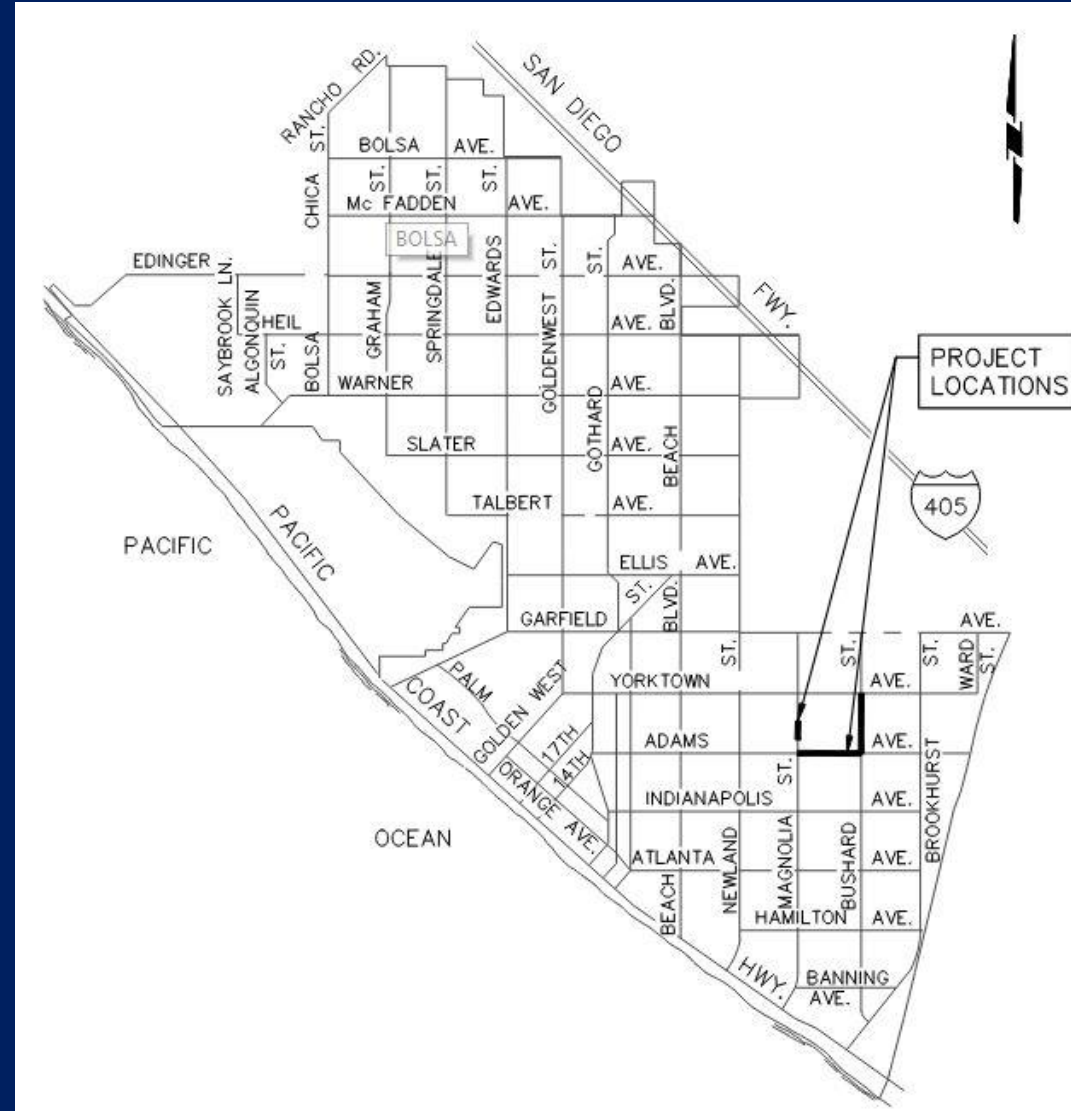 RANCHO RD.
SAN DIEGO
FWY.
BOLSA AVE.
CHICA ST.
ST.
ST.
ST.
Mc FADDEN AVE.
BOLSA
EDINGER
AVE.
SAYBROOK LN.
ALGONQUIN ST.
BOLSA
GRAHAM
SPRINGDALE
EDWARDS
GOLDENWEST ST.
GOTHARD ST.
BEACH BLVD.
HEIL
AVE.
WARNER
AVE.
SLATER
AVE.
TALBERT
AVE.
PROJECT
LOCATIONS
405
PACIFIC
PACIFIC
ELLIS AVE.
ST.
BLVD.
GARFIELD
AVE.
ST.
ST.
ST.
WARD ST.
YORKTOWN
AVE.
PALM
COAST
GOLDEN WEST
17TH
14TH
ORANGE AVE.
ADAMS
AVE.
ST.
BROOKHURST
INDIANAPOLIS
AVE.
OCEAN
ATLANTA
AVE.
BEACH
NEWLAND
MAGNOLIA
BUSHARD
HAMILTON AVE.
HWY.
BANNING
AVE.